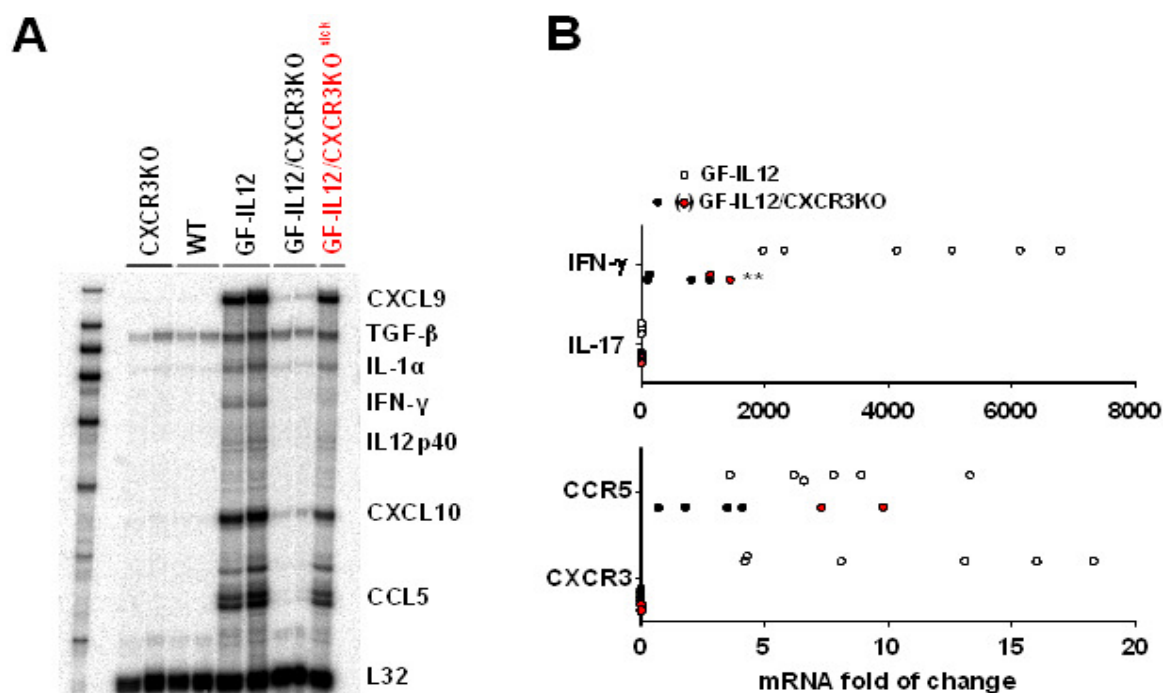 A
CXCR3KO
WT
GF-IL12
GF-IL12/CXCR3KO
GF-IL12/CXCR3KO sick
CXCL9
TGF-β
IL-1α
IFN-γ
IL12p40
CXCL10
CCL5
L32
B
GF-IL12
GF-IL12/CXCR3KO
IFN-γ
**
IL-17
0 2000 4000 6000 8000
CCR5
CXCR3
0 5 10 15 20
mRNA fold of change